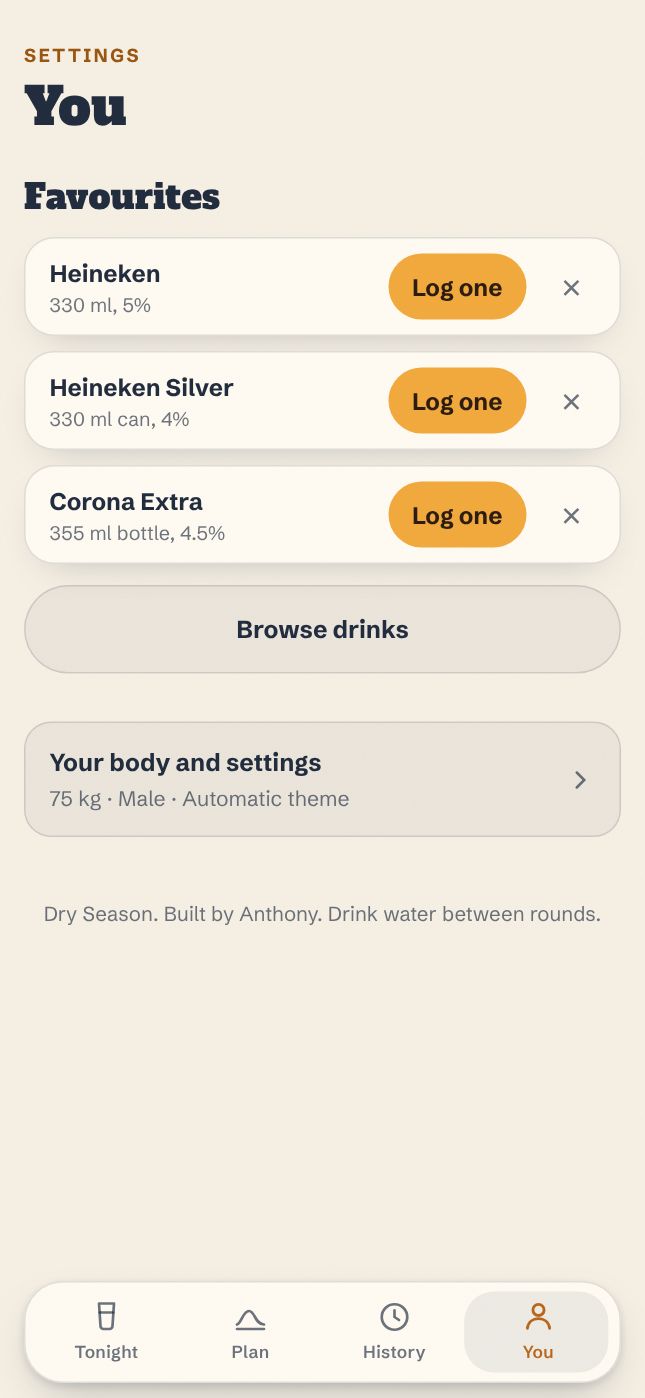 SETTINGS
You
Favourites
Heineken
330 ml, 5%
Log one
Heineken Silver
330 ml can, 4%
Log one
Corona Extra
355 ml bottle, 4.5%
Log one
Browse drinks
Your body and settings
75 kg · Male · Automatic theme
Dry Season. Built by Anthony. Drink water between rounds.
Tonight
Plan
History
You